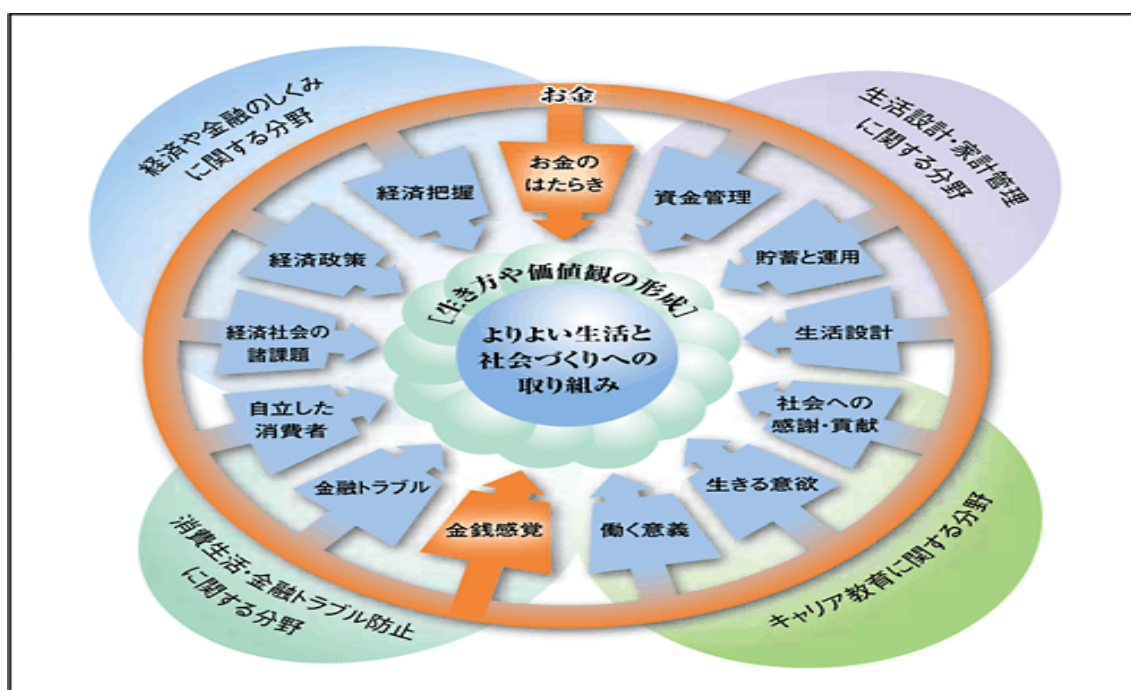 お金
経済や金融のしくみ
に関する分野
生活設計・家計管理
に関する分野
お金の
はたらき
経済把握
資金管理
経済政策
貯蓄と運用
[生き方や価値観の形成]
経済社会の
諸課題
よりよい生活と
社会づくりへの
取り組み
生活設計
自立した
消費者
社会への
感謝・貢献
金融トラブル
生きる意欲
金銭感覚
働く意義
消費生活・金融トラブル防止
に関する分野
キャリア教育に関する分野